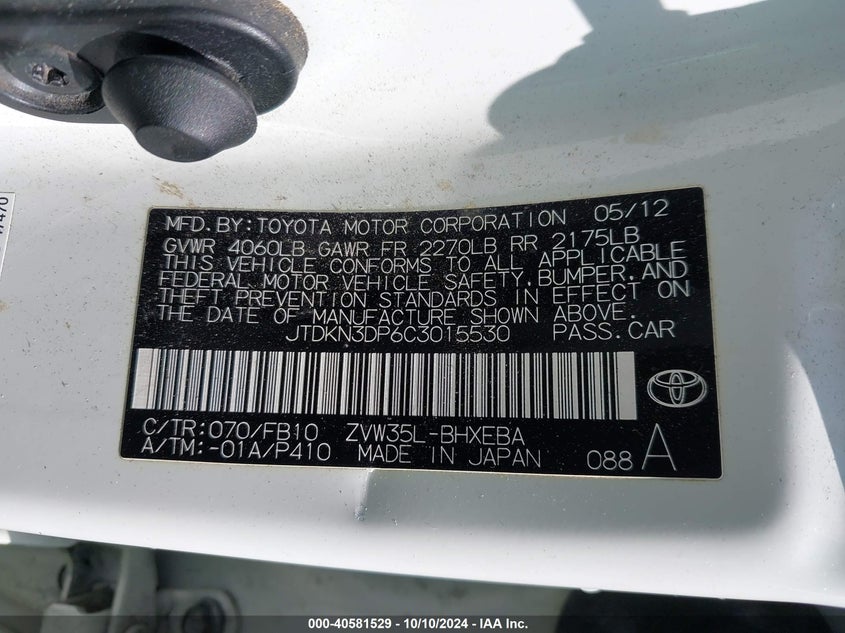 MFD.BY:TOYOTA MOTOR CORPORATION 05/12
GVWR 4060LB GAWR FR 2270LB RR 2175LB
THIS VEHICLE CONFORMS TO ALL APPLICABLE
FEDERAL MOTOR VEHICLE SAFETY,BUMPER,AND
THEFT PREVENTION STANDARDS IN EFFECT ON
THE DATE OF MANUFACTURE SHOWN ABOVE.
JTDKN3DP6C3015530 PASS.CAR
C/TR:070/FB10 ZVW35L-BHXEBA
A/TM:-01A/P410 MADE IN JAPAN 088 A
000-40581529 - 10/10/2024 - IAA Inc.